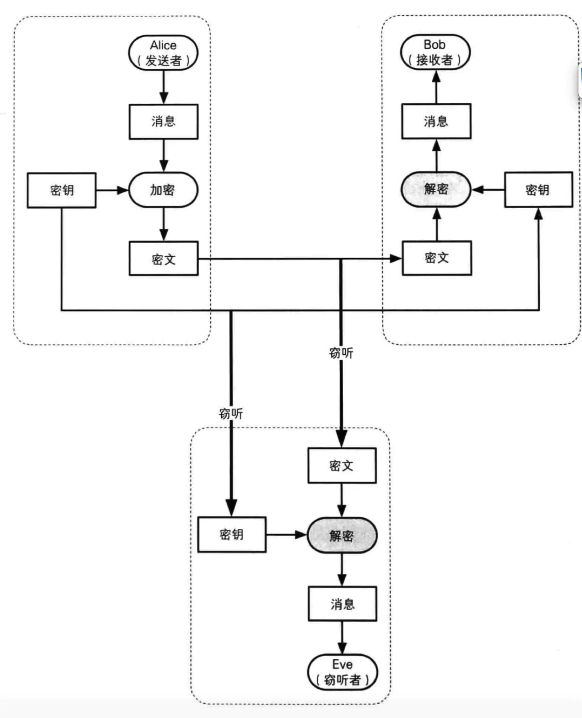 Alice
（发送者）
消息
密钥
加密
密文
Bob
（接收者）
消息
解密
密钥
密文
窃听
窃听
密文
密钥
解密
消息
Eve
（窃听者）